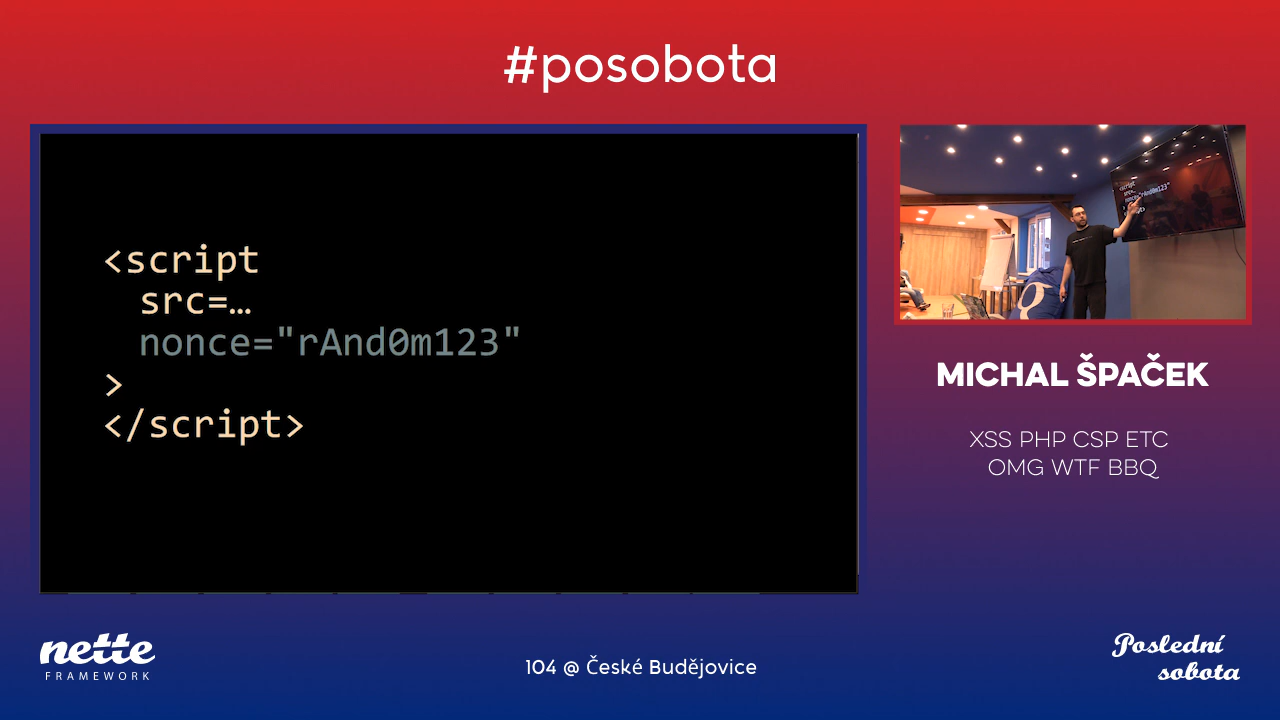 #posobota
<script
src=…
nonce="rAnd0m123"
>
</script>
MICHAL ŠPAČEK
XSS PHP CSP ETC
OMG WTF BBQ
nette
FRAMEWORK
104 @ České Budějovice
Poslední
sobota